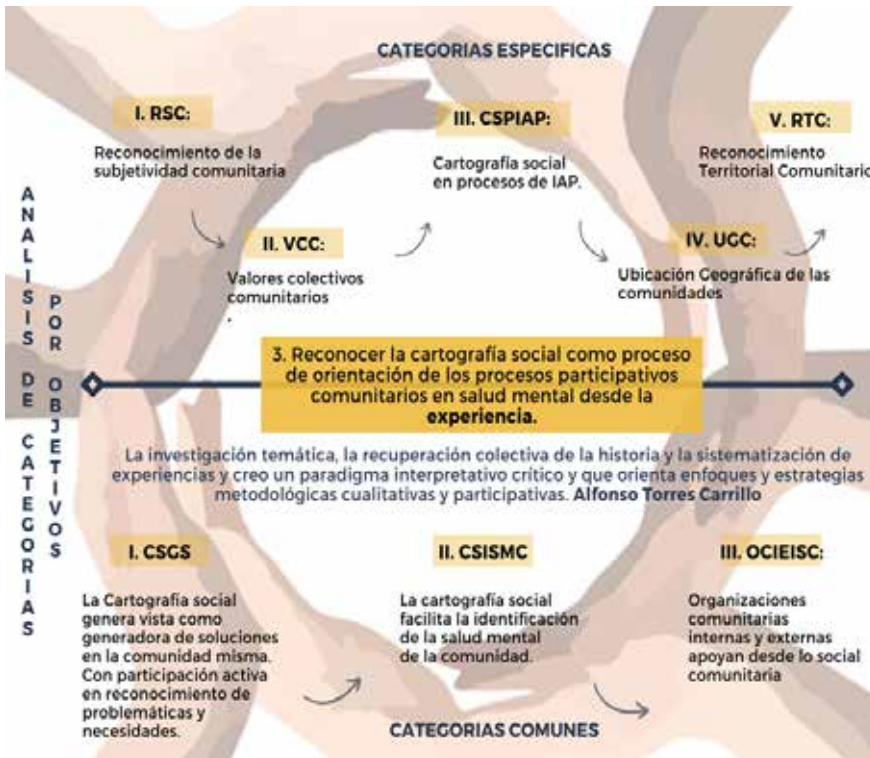 CATEGORIAS ESPECIFICAS
I. RSC:
Reconocimiento de la
subjetividad comunitaria
II. VCC:
Valores colectivos
comunitarios
.
III. CSPIAP:
Cartografía social
en procesos de IAP.
IV. UGC:
Ubicación Geográfica de las
comunidades
V. RTC:
Reconocimiento
Territorial Comunitario
ANALISIS DE CATEGORIAS
POR OBJETIVOS
3. Reconocer la cartografía social como proceso
de orientación de los procesos participativos
comunitarios en salud mental desde la
experiencia.
La investigación temática, la recuperación colectiva de la historia y la sistematización de
experiencias y creo un paradigma interpretativo crítico y que orienta enfoques y estrategias
metodológicas cualitativas y participativas. Alfonso Torres Carrillo
I. CSGS
La Cartografía social
genera vista como
generadora de soluciones
en la comunidad misma.
Con participación activa
en reconocimiento de
problemáticas y
necesidades.
II. CSISMC
La cartografía social
facilita la identificación
de la salud mental
de la comunidad.
III. OCIEISC:
Organizaciones
comunitarias
internas y externas
apoyan desde lo social
comunitaria
CATEGORIAS COMUNES